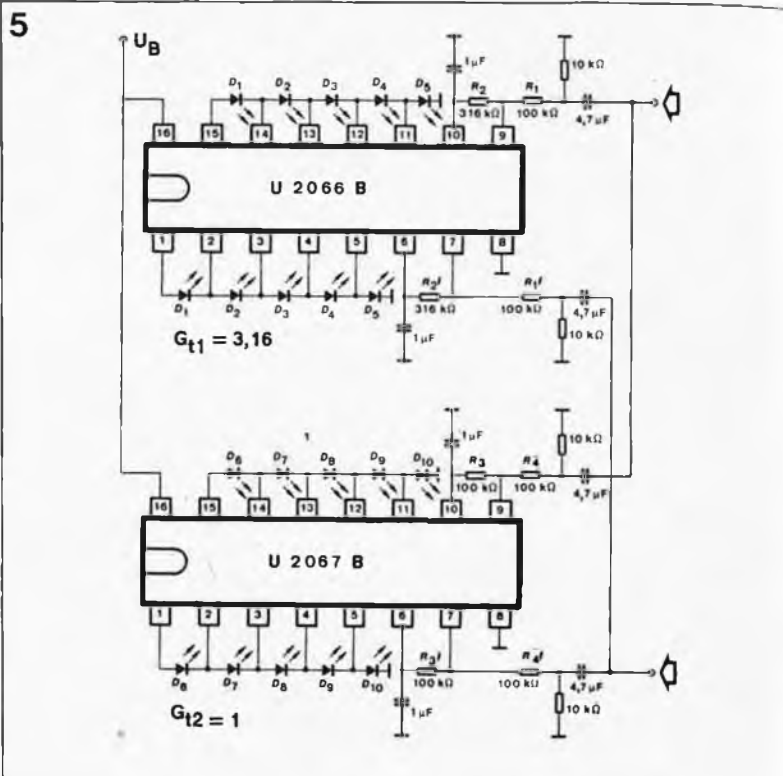 5
U_B
1 µF
10 kΩ
D1 D2 D3 D4 D5
R2 R1
316 kΩ 100 kΩ 4,7 µF
16 15 14 13 12 11 10 9
U 2066 B
1 2 3 4 5 6 7 8
R2' R1'
D1 D2 D3 D4 D5 316 kΩ 100 kΩ 4,7 µF
G_t1 = 3,16
1 µF
10 kΩ
1 µF
10 kΩ
D6 D7 D8 D9 D10
R3 R4
100 kΩ 100 kΩ 4,7 µF
16 15 14 13 12 11 10 9
U 2067 B
1 2 3 4 5 6 7 8
R3' R4'
D6 D7 D8 D9 D10 100 kΩ 100 kΩ 4,7 µF
G_t2 = 1
1 µF
10 kΩ